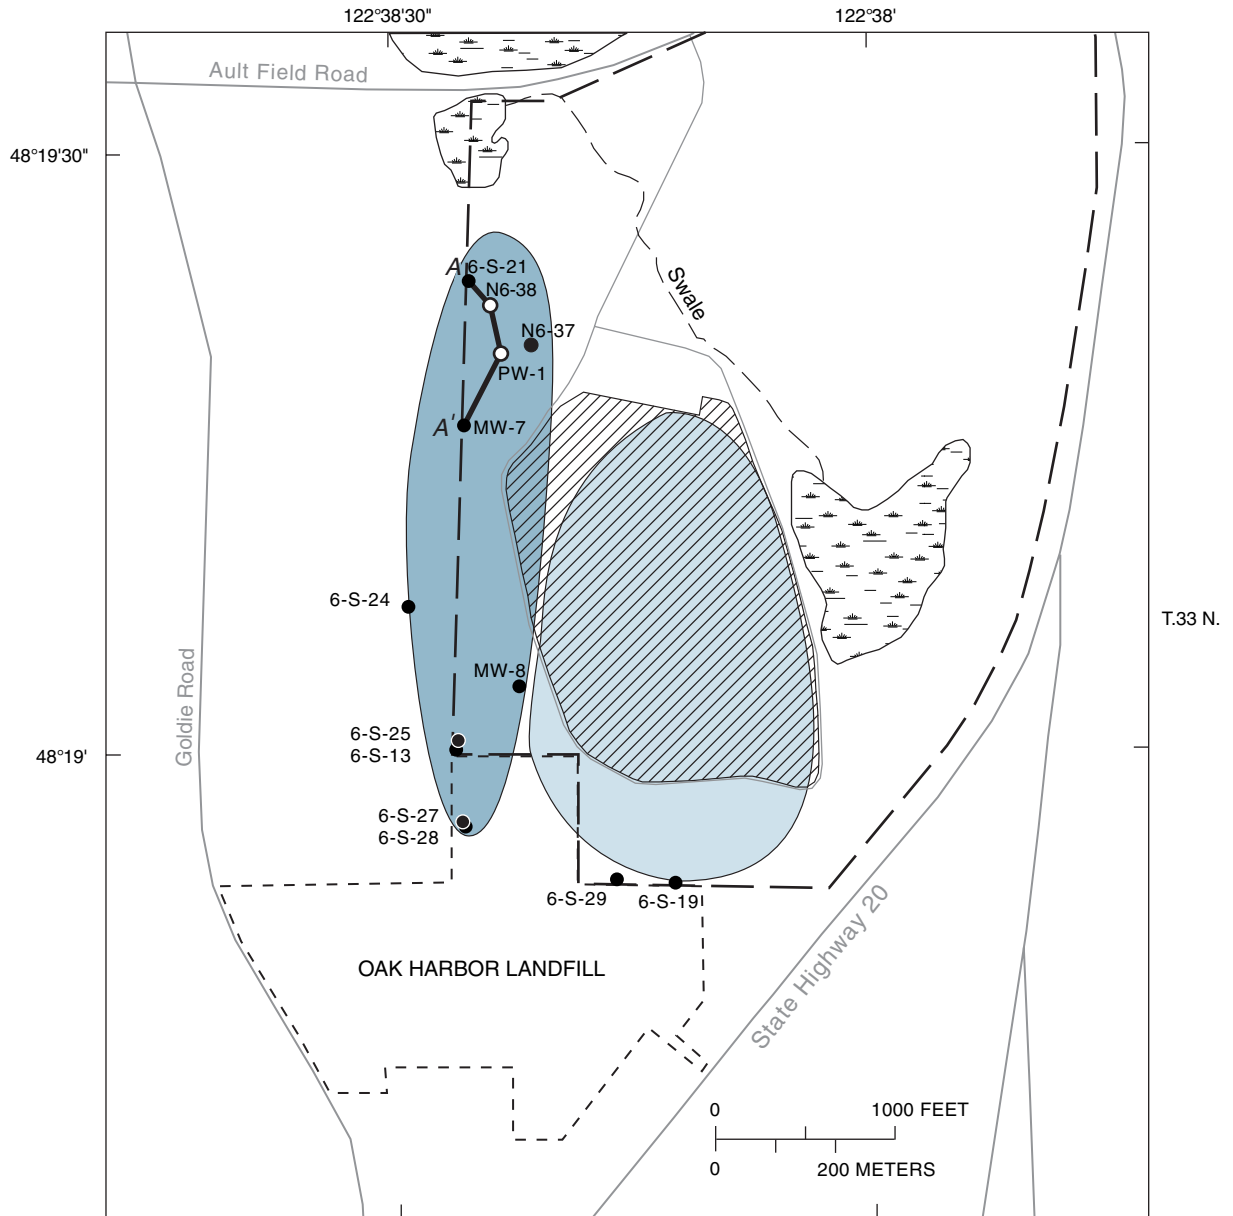 122°38'30"
122°38'
Ault Field Road
48°19'30"
A
6-S-21
N6-38
Swale
N6-37
PW-1
A'
MW-7
6-S-24
T.33 N.
MW-8
Goldie Road
6-S-25
6-S-13
48°19'
6-S-27
6-S-28
6-S-29
6-S-19
State Highway 20
OAK HARBOR LANDFILL
0
1000 FEET
0
200 METERS